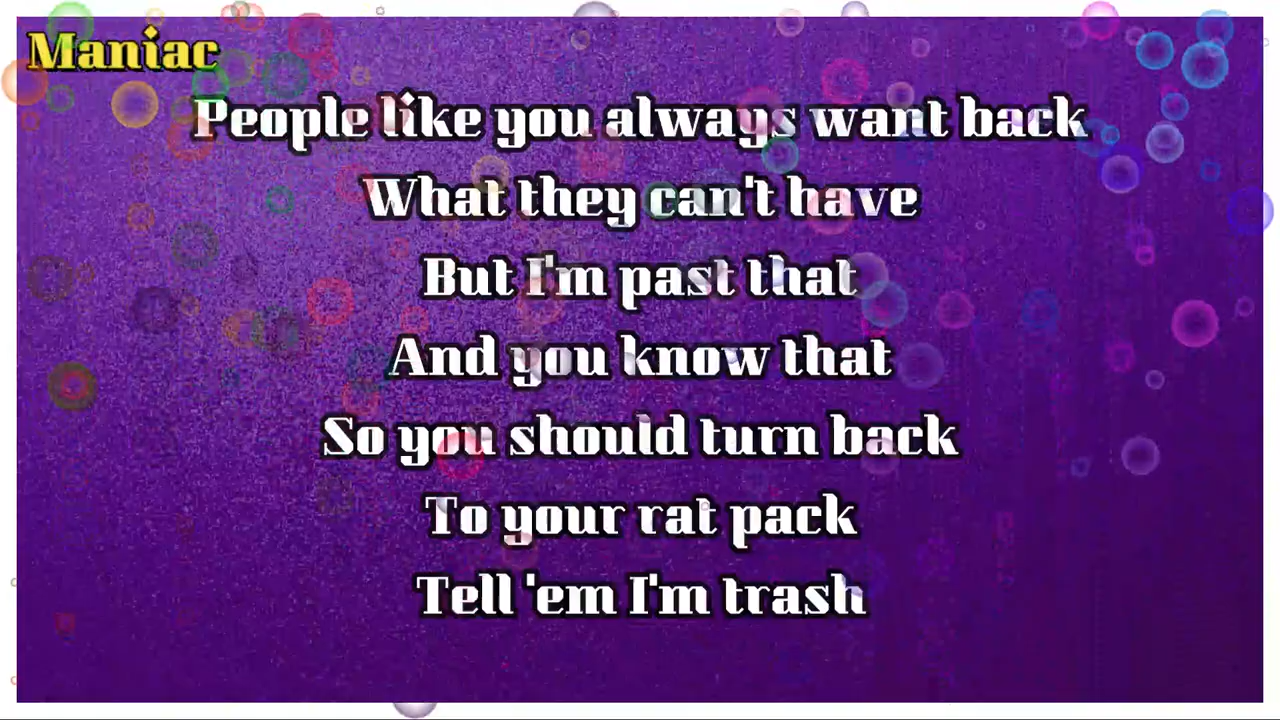 Maniac
People like you always want back
What they can't have
But I'm past that
And you know that
So you should turn back
To your rat pack
Tell 'em I'm trash